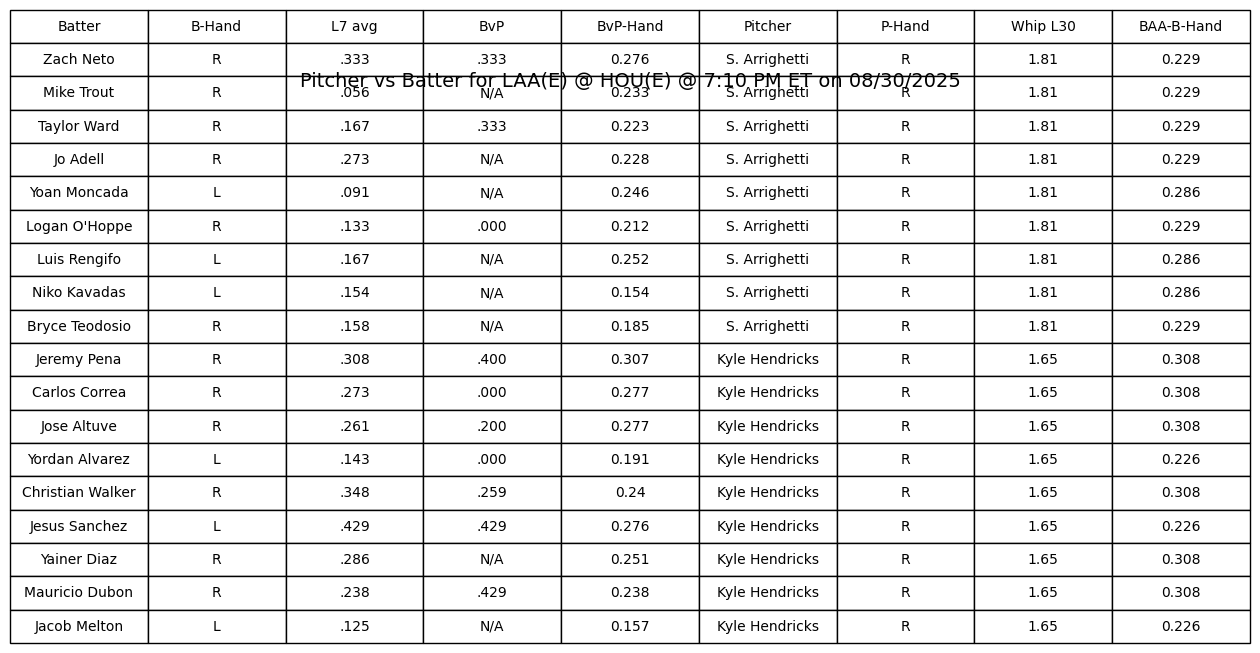 Batter B-Hand L7 avg BvP BvP-Hand Pitcher P-Hand Whip L30 BAA-B-Hand
Zach Neto R .333 .333 0.276 S. Arrighetti R 1.81 0.229
Pitcher vs Batter for LAA(E) @ HOU(E) @ 7:10 PM ET on 08/30/2025
Mike Trout R .056 N/A 0.233 S. Arrighetti R 1.81 0.229
Taylor Ward R .167 .333 0.223 S. Arrighetti R 1.81 0.229
Jo Adell R .273 N/A 0.228 S. Arrighetti R 1.81 0.229
Yoan Moncada L .091 N/A 0.246 S. Arrighetti R 1.81 0.286
Logan O'Hoppe R .133 .000 0.212 S. Arrighetti R 1.81 0.229
Luis Rengifo L .167 N/A 0.252 S. Arrighetti R 1.81 0.286
Niko Kavadas L .154 N/A 0.154 S. Arrighetti R 1.81 0.286
Bryce Teodosio R .158 N/A 0.185 S. Arrighetti R 1.81 0.229
Jeremy Pena R .308 .400 0.307 Kyle Hendricks R 1.65 0.308
Carlos Correa R .273 .000 0.277 Kyle Hendricks R 1.65 0.308
Jose Altuve R .261 .200 0.277 Kyle Hendricks R 1.65 0.308
Yordan Alvarez L .143 .000 0.191 Kyle Hendricks R 1.65 0.226
Christian Walker R .348 .259 0.24 Kyle Hendricks R 1.65 0.308
Jesus Sanchez L .429 .429 0.276 Kyle Hendricks R 1.65 0.226
Yainer Diaz R .286 N/A 0.251 Kyle Hendricks R 1.65 0.308
Mauricio Dubon R .238 .429 0.238 Kyle Hendricks R 1.65 0.308
Jacob Melton L .125 N/A 0.157 Kyle Hendricks R 1.65 0.226